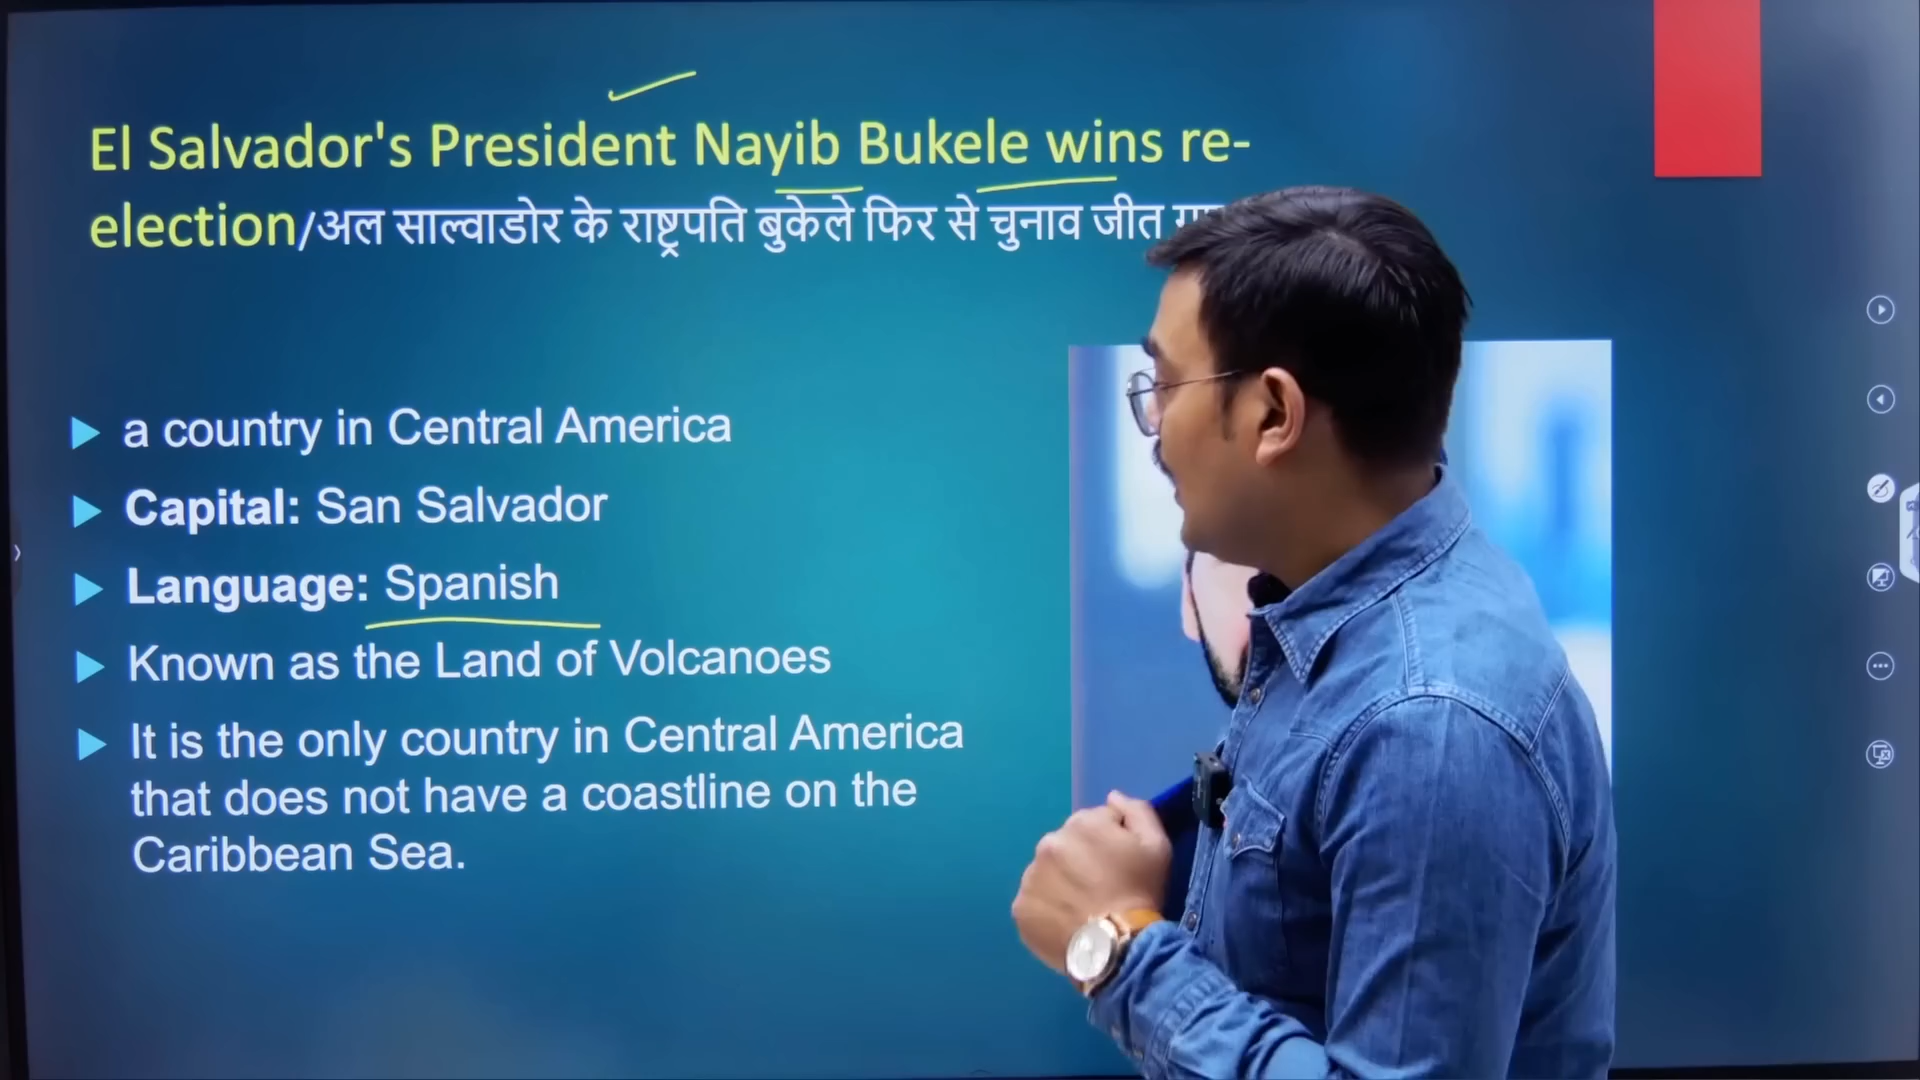 El Salvador's President Nayib Bukele wins re-
election/अल साल्वाडोर के राष्ट्रपति बुकेले फिर से चुनाव जीत
a country in Central America
Capital: San Salvador
Language: Spanish
Known as the Land of Volcanoes
It is the only country in Central America
that does not have a coastline on the
Caribbean Sea.